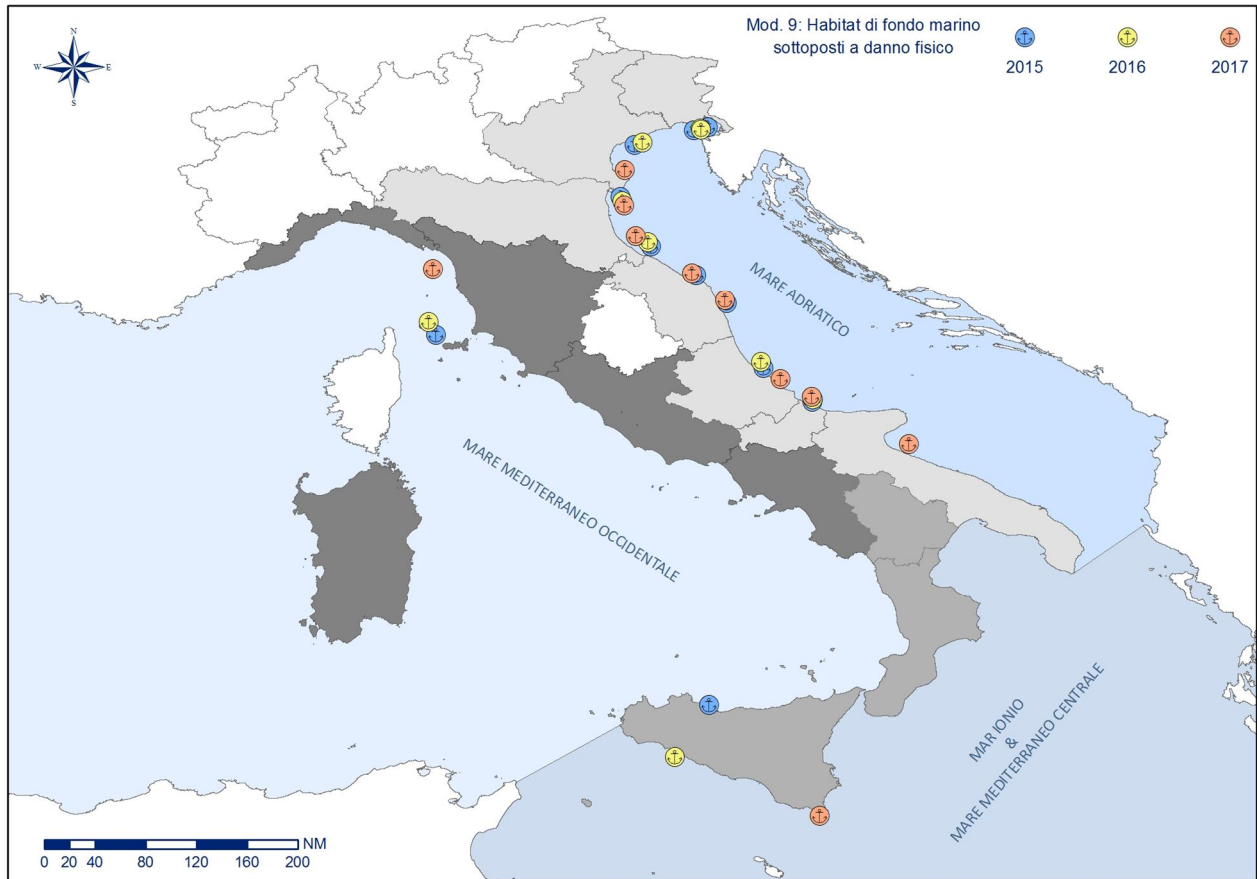 Mod. 9: Habitat di fondo marino
sottoposti a danno fisico
2015
2016
2017
N
W
E
S
MARE ADRIATICO
MARE MEDITERRANEO OCCIDENTALE
MAR IONIO
&
MARE MEDITERRANEO CENTRALE
NM
0 20 40 80 120 160 200